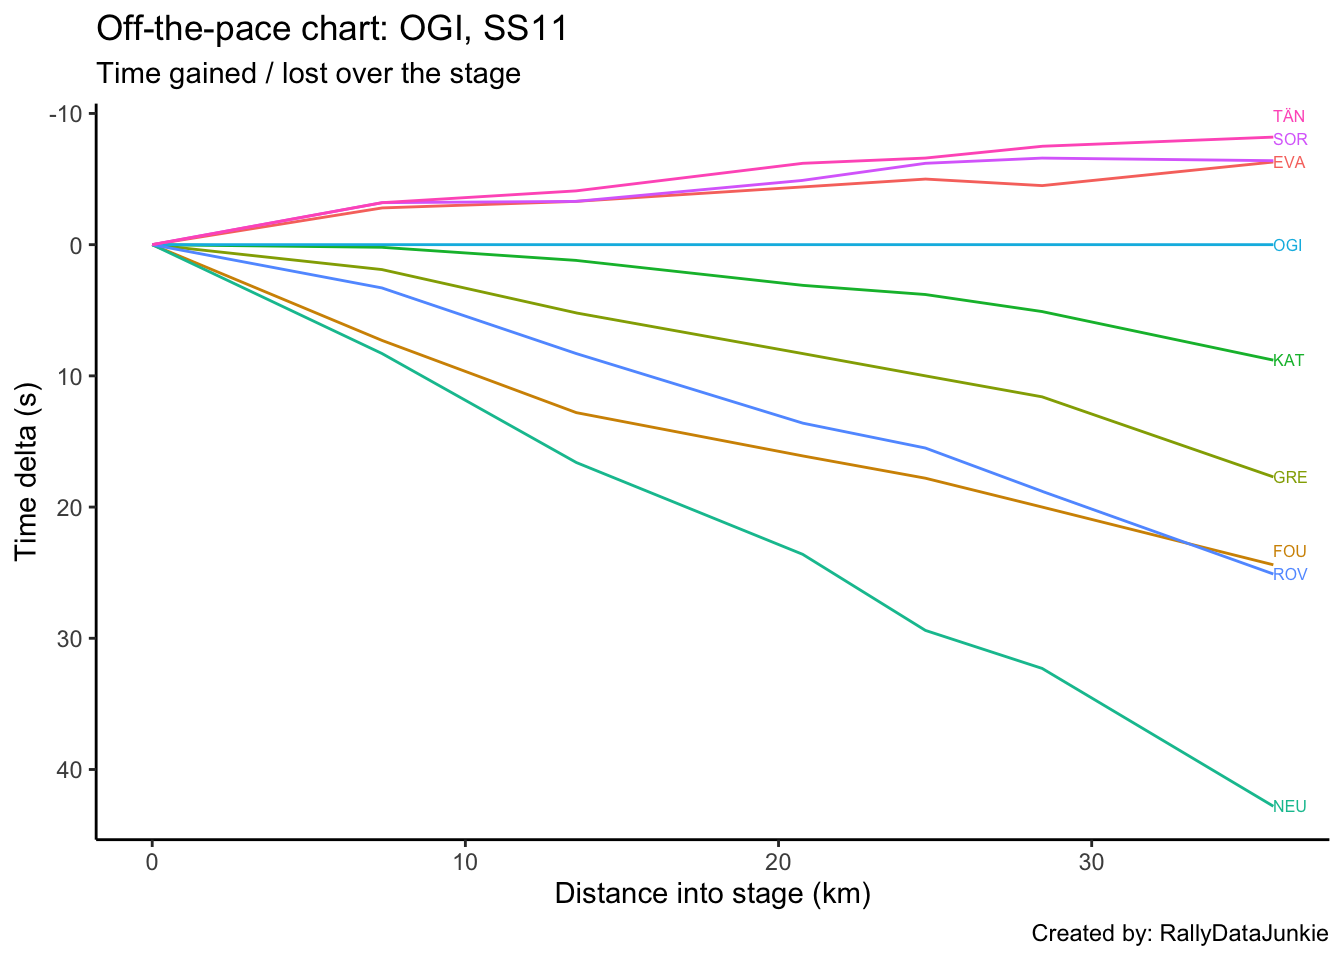 Off-the-pace chart: OGI, SS11
Time gained / lost over the stage
-10
0
10
20
30
40
Time delta (s)
TÄN
SOR
EVA
OGI
KAT
GRE
FOU
ROV
NEU
0 10 20 30
Distance into stage (km)
Created by: RallyDataJunkie